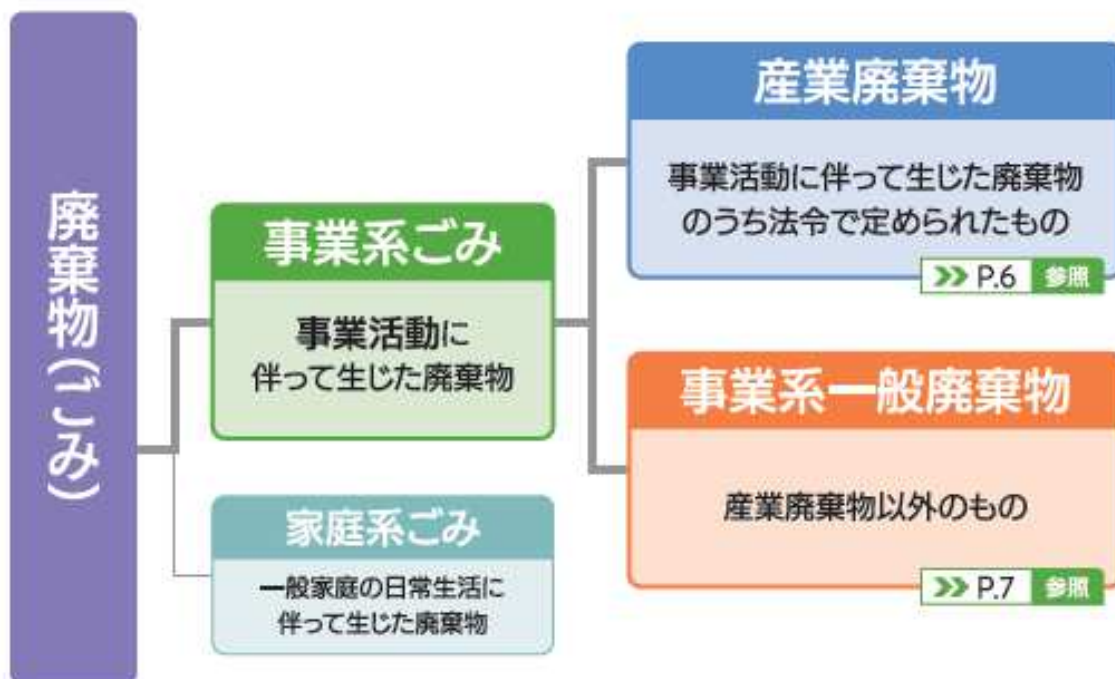 廃棄物(ごみ)
事業系ごみ
事業活動に
伴って生じた廃棄物
家庭系ごみ
一般家庭の日常生活に
伴って生じた廃棄物
産業廃棄物
事業活動に伴って生じた廃棄物
のうち法令で定められたもの
>> P.6 参照
事業系一般廃棄物
産業廃棄物以外のもの
>> P.7 参照